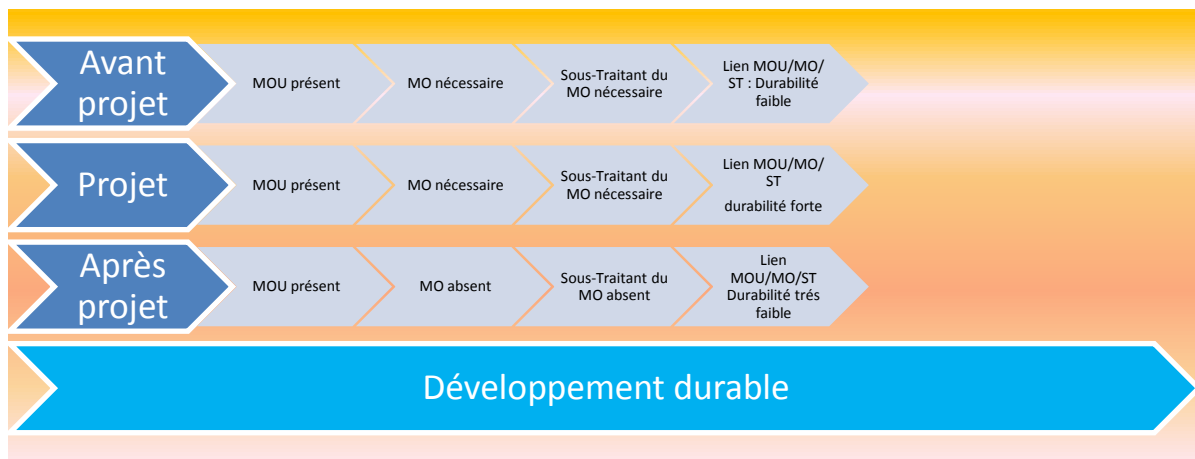 Avant
projet
MOU présent
MO nécessaire
Sous-Traitant du
MO nécessaire
Lien MOU/MO/
ST : Durabilité
faible
Projet
MOU présent
MO nécessaire
Sous-Traitant du
MO nécessaire
Lien MOU/MO/
ST
durabilité forte
Après
projet
MOU présent
MO absent
Sous-Traitant du
MO absent
Lien
MOU/MO/ST
Durabilité trés
faible
Développement durable